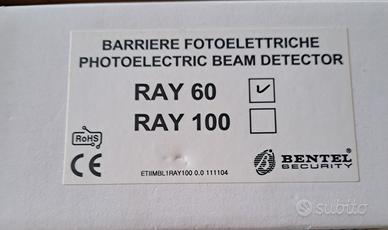 BARRIERE FOTOELETTRICHE
PHOTOELECTRIC BEAM DETECTOR
RAY 60
RAY 100
RoHS
CE
BENTEL
SECURITY
ETIIMBL1RAY100 0.0 111104
subito